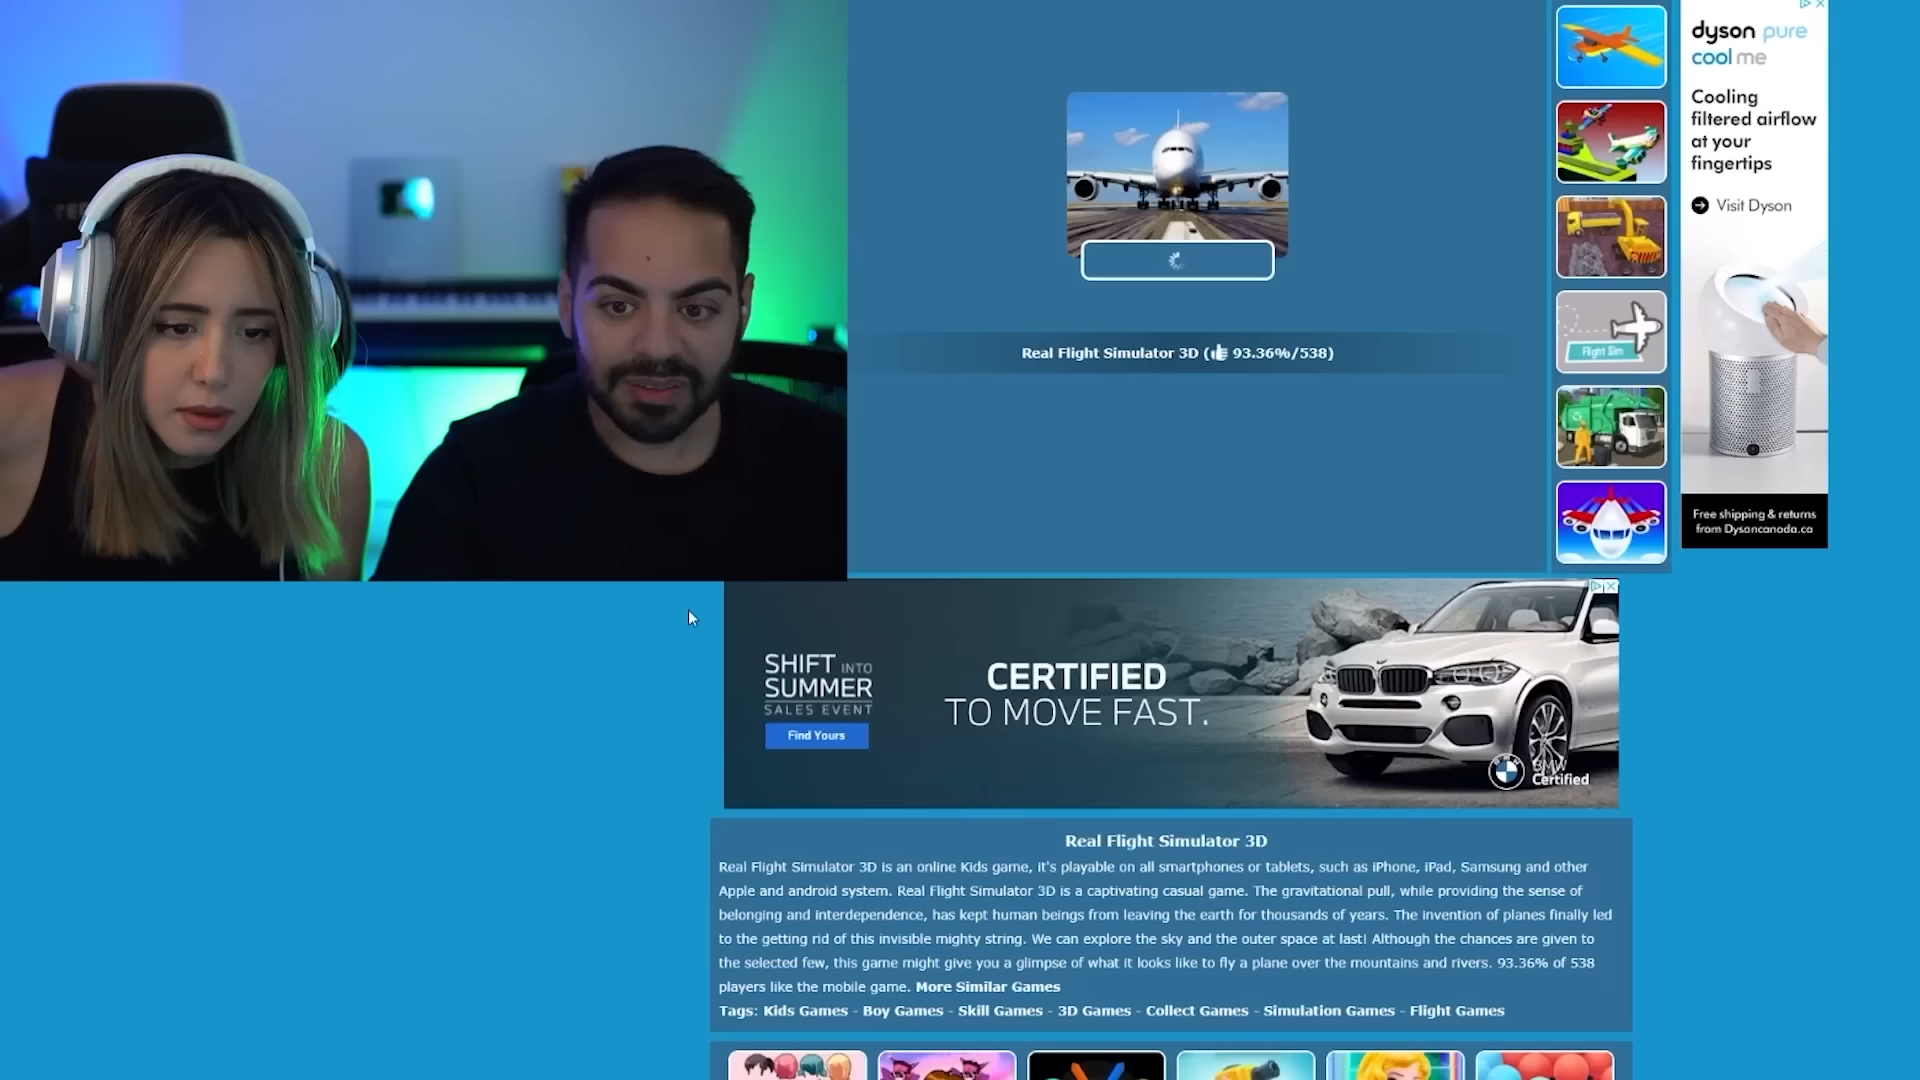 Real Flight Simulator 3D (93.36%/538)
Flight Sim
dyson pure
cool me
Cooling
filtered airflow
at your
fingertips
Visit Dyson
Free shipping & returns
from Dysoncanada.ca
SHIFT INTO
SUMMER
SALES EVENT
Find Yours
CERTIFIED
TO MOVE FAST.
BMW
Certified
Real Flight Simulator 3D
Real Flight Simulator 3D is an online Kids game, it's playable on all smartphones or tablets, such as iPhone, iPad, Samsung and other
Apple and android system. Real Flight Simulator 3D is a captivating casual game. The gravitational pull, while providing the sense of
belonging and interdependence, has kept human beings from leaving the earth for thousands of years. The invention of planes finally led
to the getting rid of this invisible mighty string. We can explore the sky and the outer space at last! Although the chances are given to
the selected few, this game might give you a glimpse of what it looks like to fly a plane over the mountains and rivers. 93.36% of 538
players like the mobile game. More Similar Games
Tags: Kids Games - Boy Games - Skill Games - 3D Games - Collect Games - Simulation Games - Flight Games